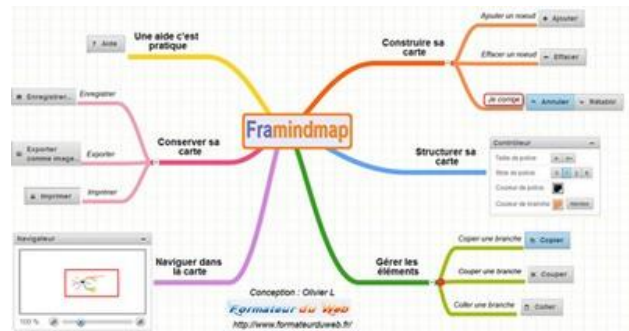 Une aide c'est
pratique
? Aide
Construire sa
carte
Ajouter un noeud
Ajouter
Effacer un noeud
Effacer
Je corrige
Annuler
Rétablir
Enregistrer...
Enregistrer
Conserver sa
carte
Exporter
comme image...
Exporter
Imprimer
Imprimer
Framindmap
Structurer sa
carte
Contrôleur
Taille de police
Style de police
Couleur de police
Couleur de branche
Navigateur
100 %
Naviguer dans
la carte
Gérer les
éléments
Copier une branche
Copier
Couper une branche
Couper
Coller une branche
Coller
Conception : Olivier L
Formateur du Web
http://www.formateurduweb.fr/